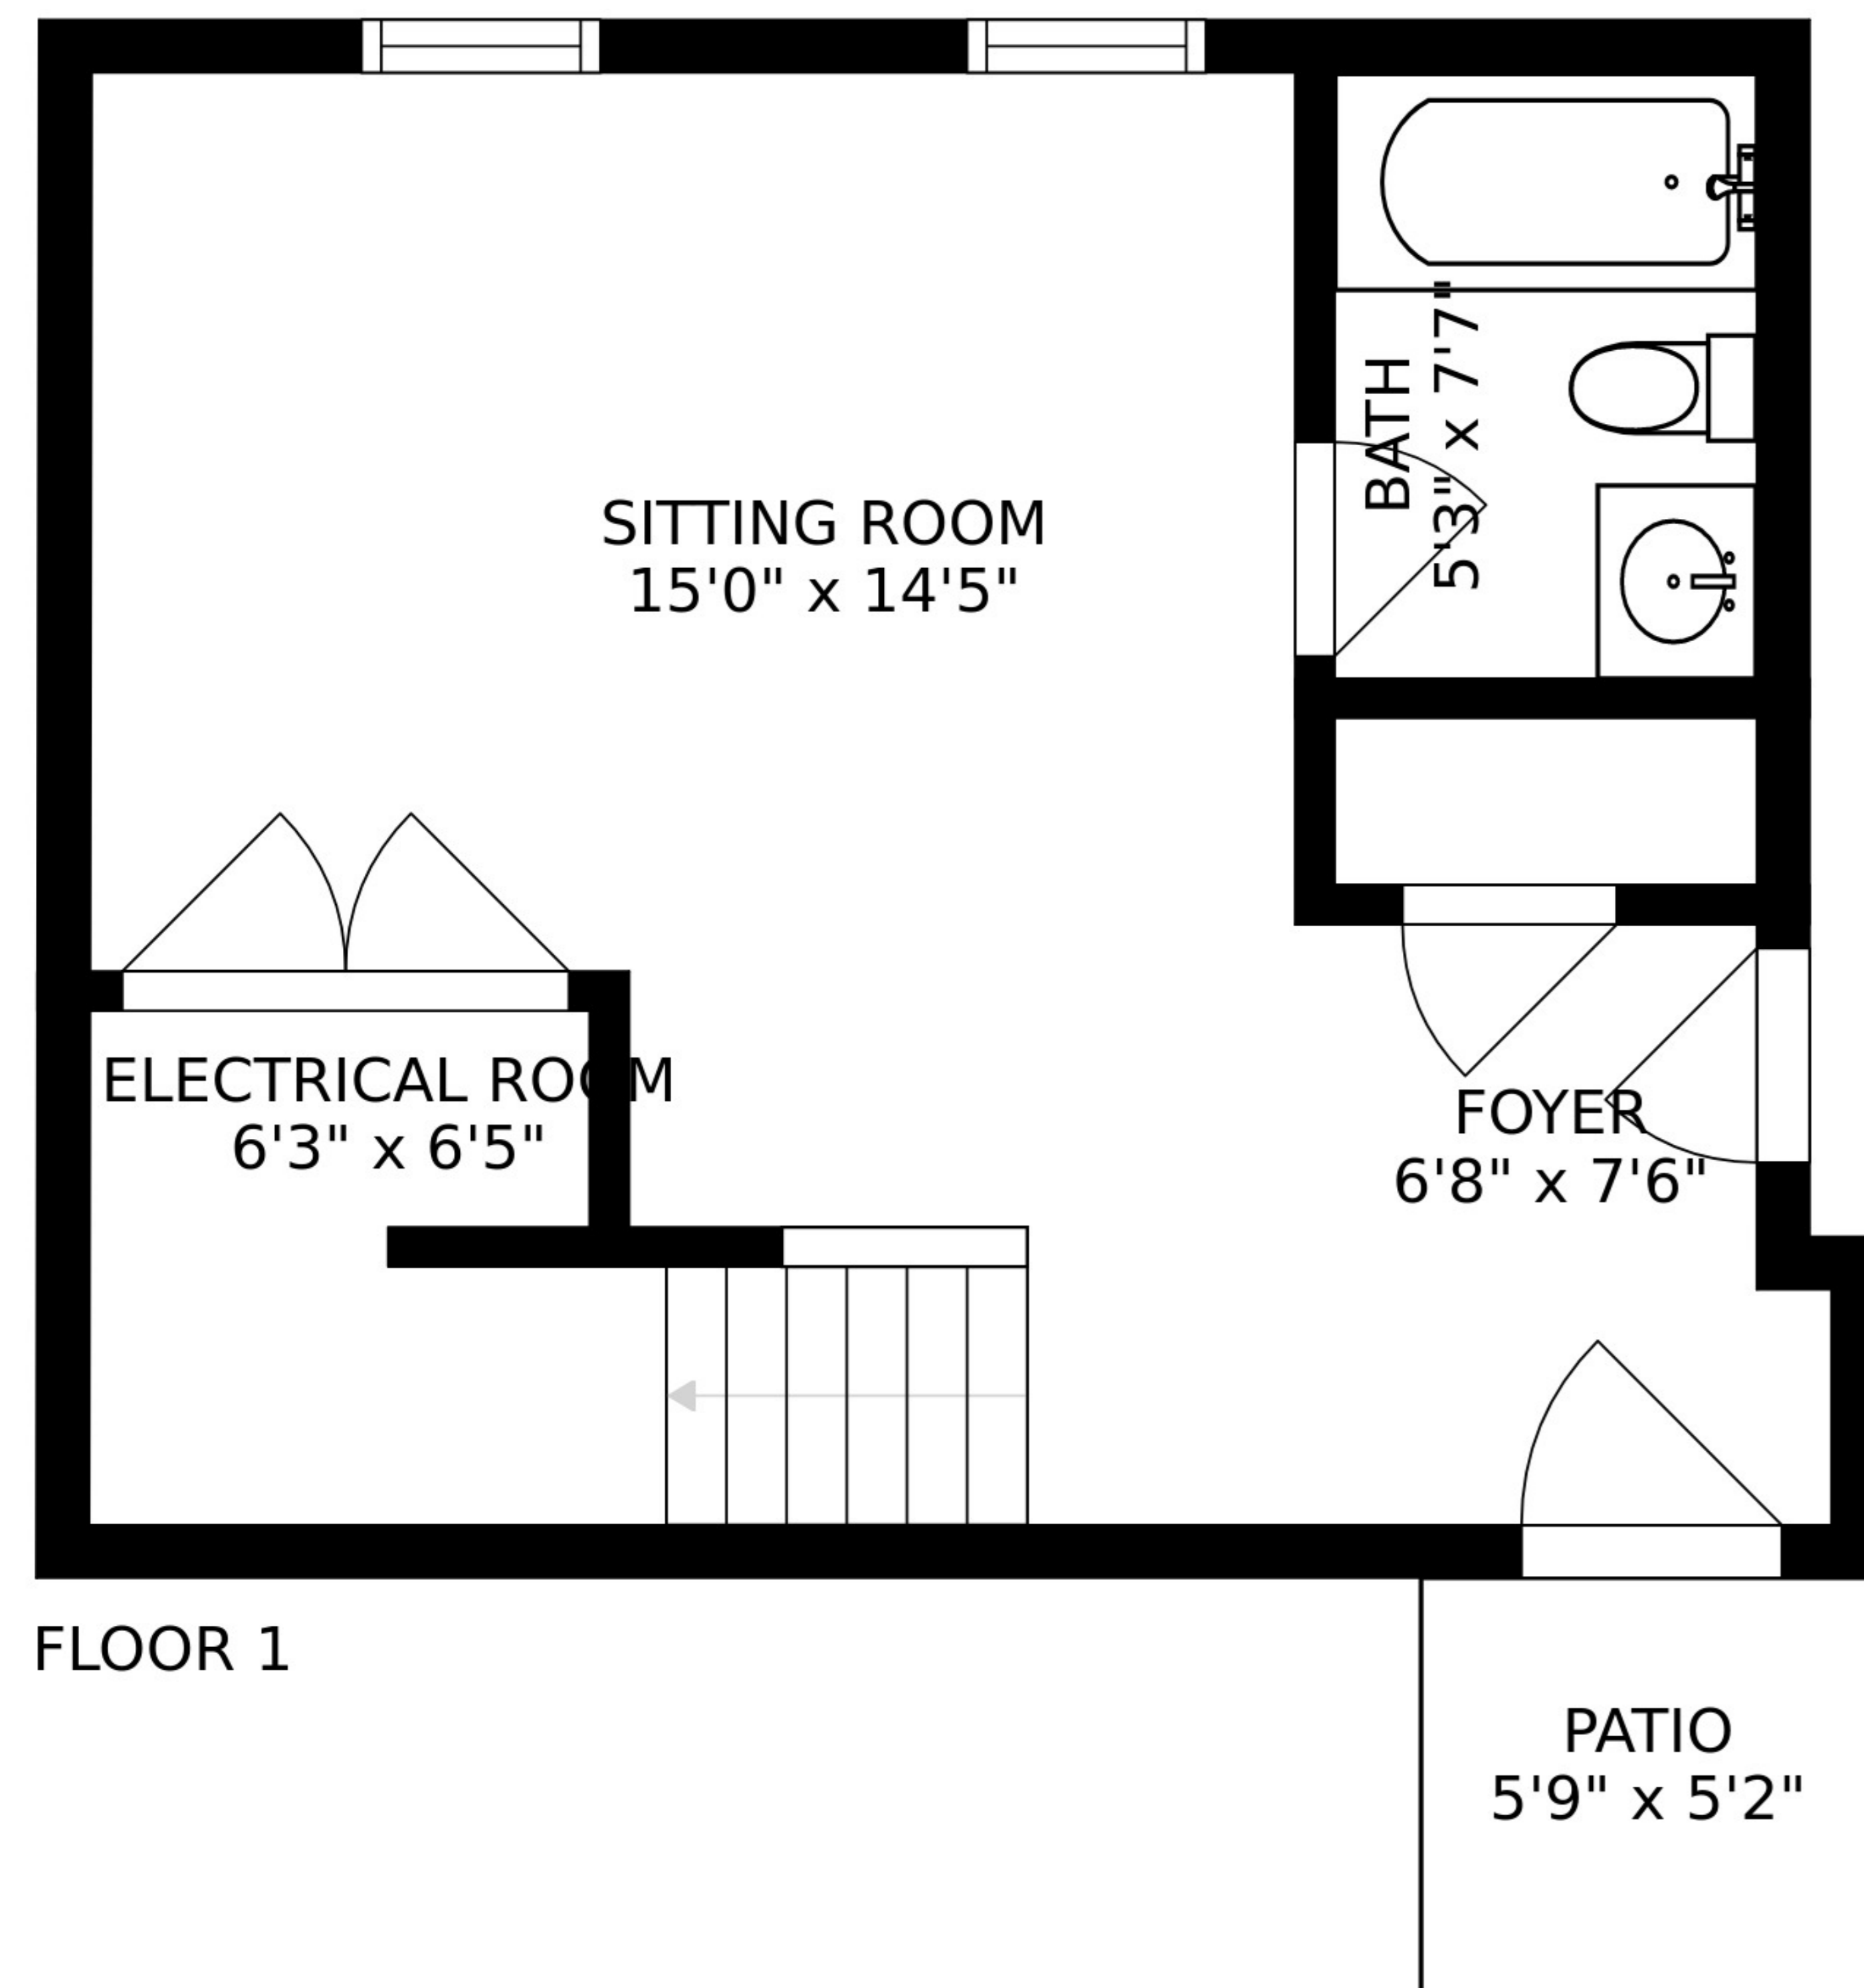 SITTING ROOM
15'0" x 14'5"
BATH
5'3" x 7'7"
ELECTRICAL ROOM
6'3" x 6'5"
FOYER
6'8" x 7'6"
FLOOR 1
PATIO
5'9" x 5'2"